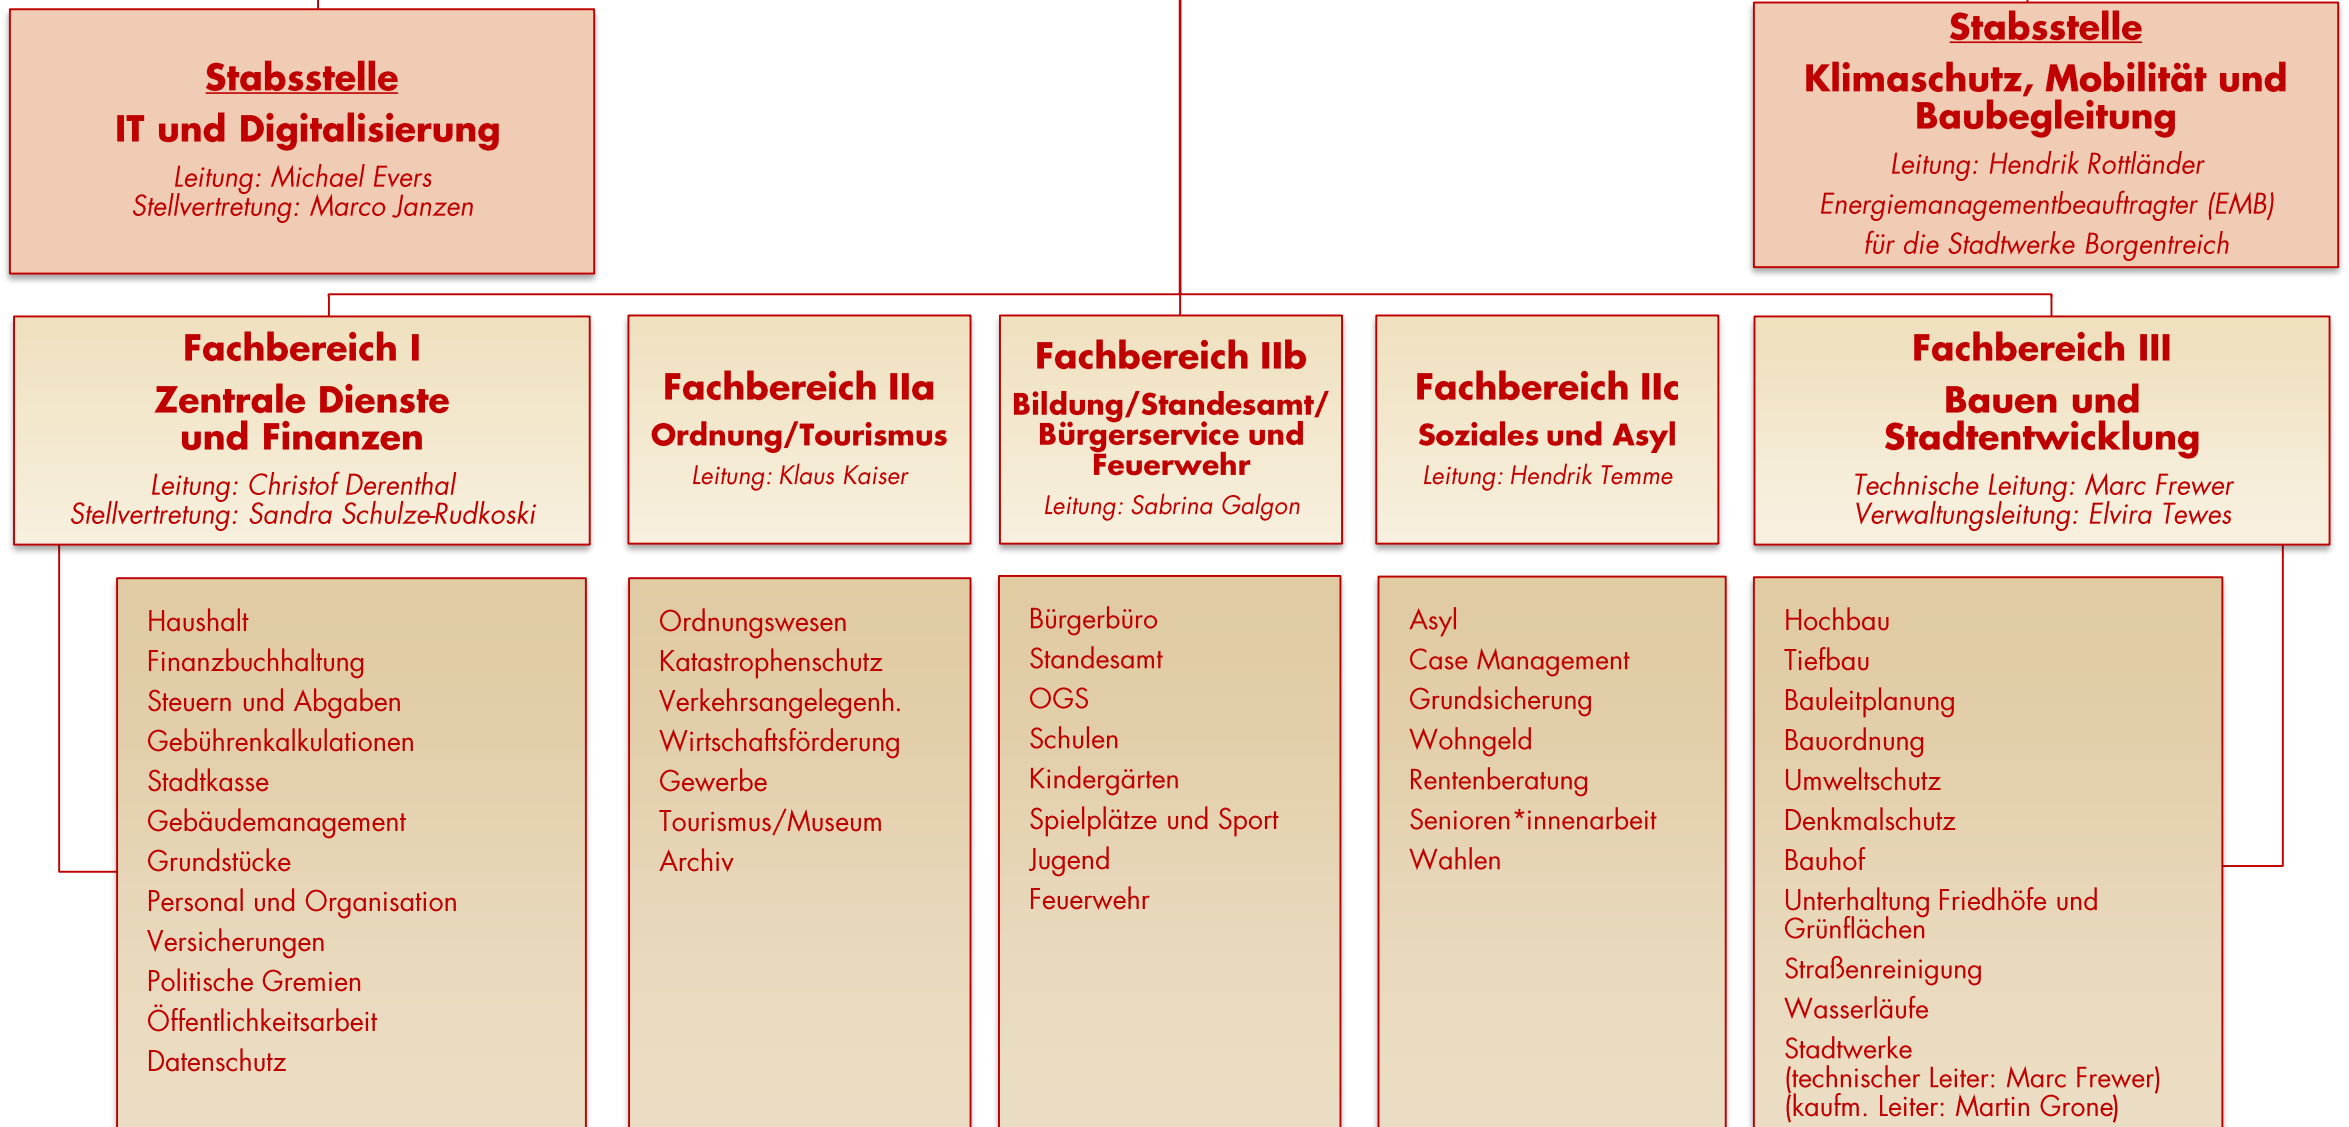 Stabsstelle
IT und Digitalisierung
Leitung: Michael Evers
Stellvertretung: Marco Janzen
Stabsstelle
Klimaschutz, Mobilität und
Baubegleitung
Leitung: Hendrik Rottländer
Energiemanagementbeauftragter (EMB)
für die Stadtwerke Borgentreich
Fachbereich I
Zentrale Dienste
und Finanzen
Leitung: Christof Derenthal
Stellvertretung: Sandra Schulze-Rudkoski
Fachbereich IIa
Ordnung/Tourismus
Leitung: Klaus Kaiser
Fachbereich IIb
Bildung/Standesamt/
Bürgerservice und
Feuerwehr
Leitung: Sabrina Galgon
Fachbereich IIc
Soziales und Asyl
Leitung: Hendrik Temme
Fachbereich III
Bauen und
Stadtentwicklung
Technische Leitung: Marc Frewer
Verwaltungsleitung: Elvira Tewes
Haushalt
Finanzbuchhaltung
Steuern und Abgaben
Gebührenkalkulationen
Stadtkasse
Gebäudemanagement
Grundstücke
Personal und Organisation
Versicherungen
Politische Gremien
Öffentlichkeitsarbeit
Datenschutz
Ordnungswesen
Katastrophenschutz
Verkehrsangelegenh.
Wirtschaftsförderung
Gewerbe
Tourismus/Museum
Archiv
Bürgerbüro
Standesamt
OGS
Schulen
Kindergärten
Spielplätze und Sport
Jugend
Feuerwehr
Asyl
Case Management
Grundsicherung
Wohngeld
Rentenberatung
Senioren*innenarbeit
Wahlen
Hochbau
Tiefbau
Bauleitplanung
Bauordnung
Umweltschutz
Denkmalschutz
Bauhof
Unterhaltung Friedhöfe und
Grünflächen
Straßenreinigung
Wasserläufe
Stadtwerke
(technischer Leiter: Marc Frewer)
(kaufm. Leiter: Martin Grone)